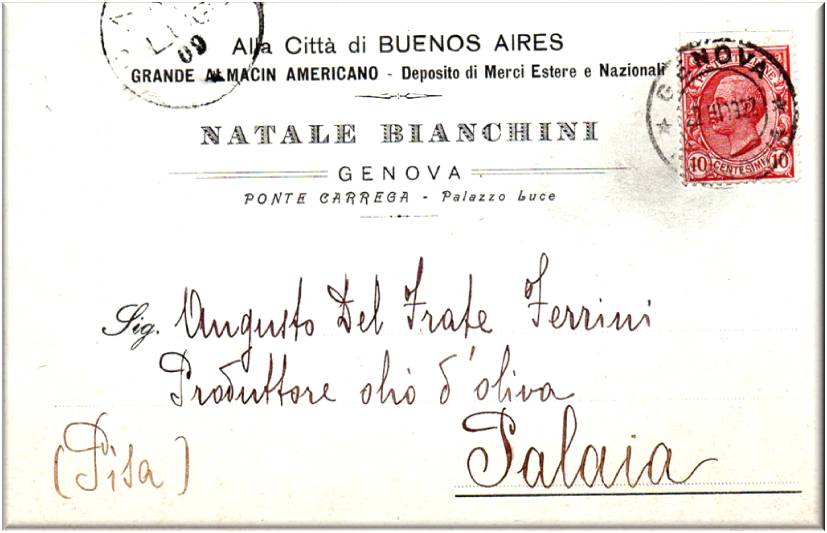 09
Alla Città di BUENOS AIRES
GRANDE ALMACIN AMERICANO - Deposito di Merci Estere e Nazionali
GENOVA
NATALE BIANCHINI
10 CENTESIMI 10
GENOVA
PONTE CARREGA - Palazzo Luce
Sig. Augusto Del Frate Ferrini
Produttore olio d'oliva
(Pisa) Palaia